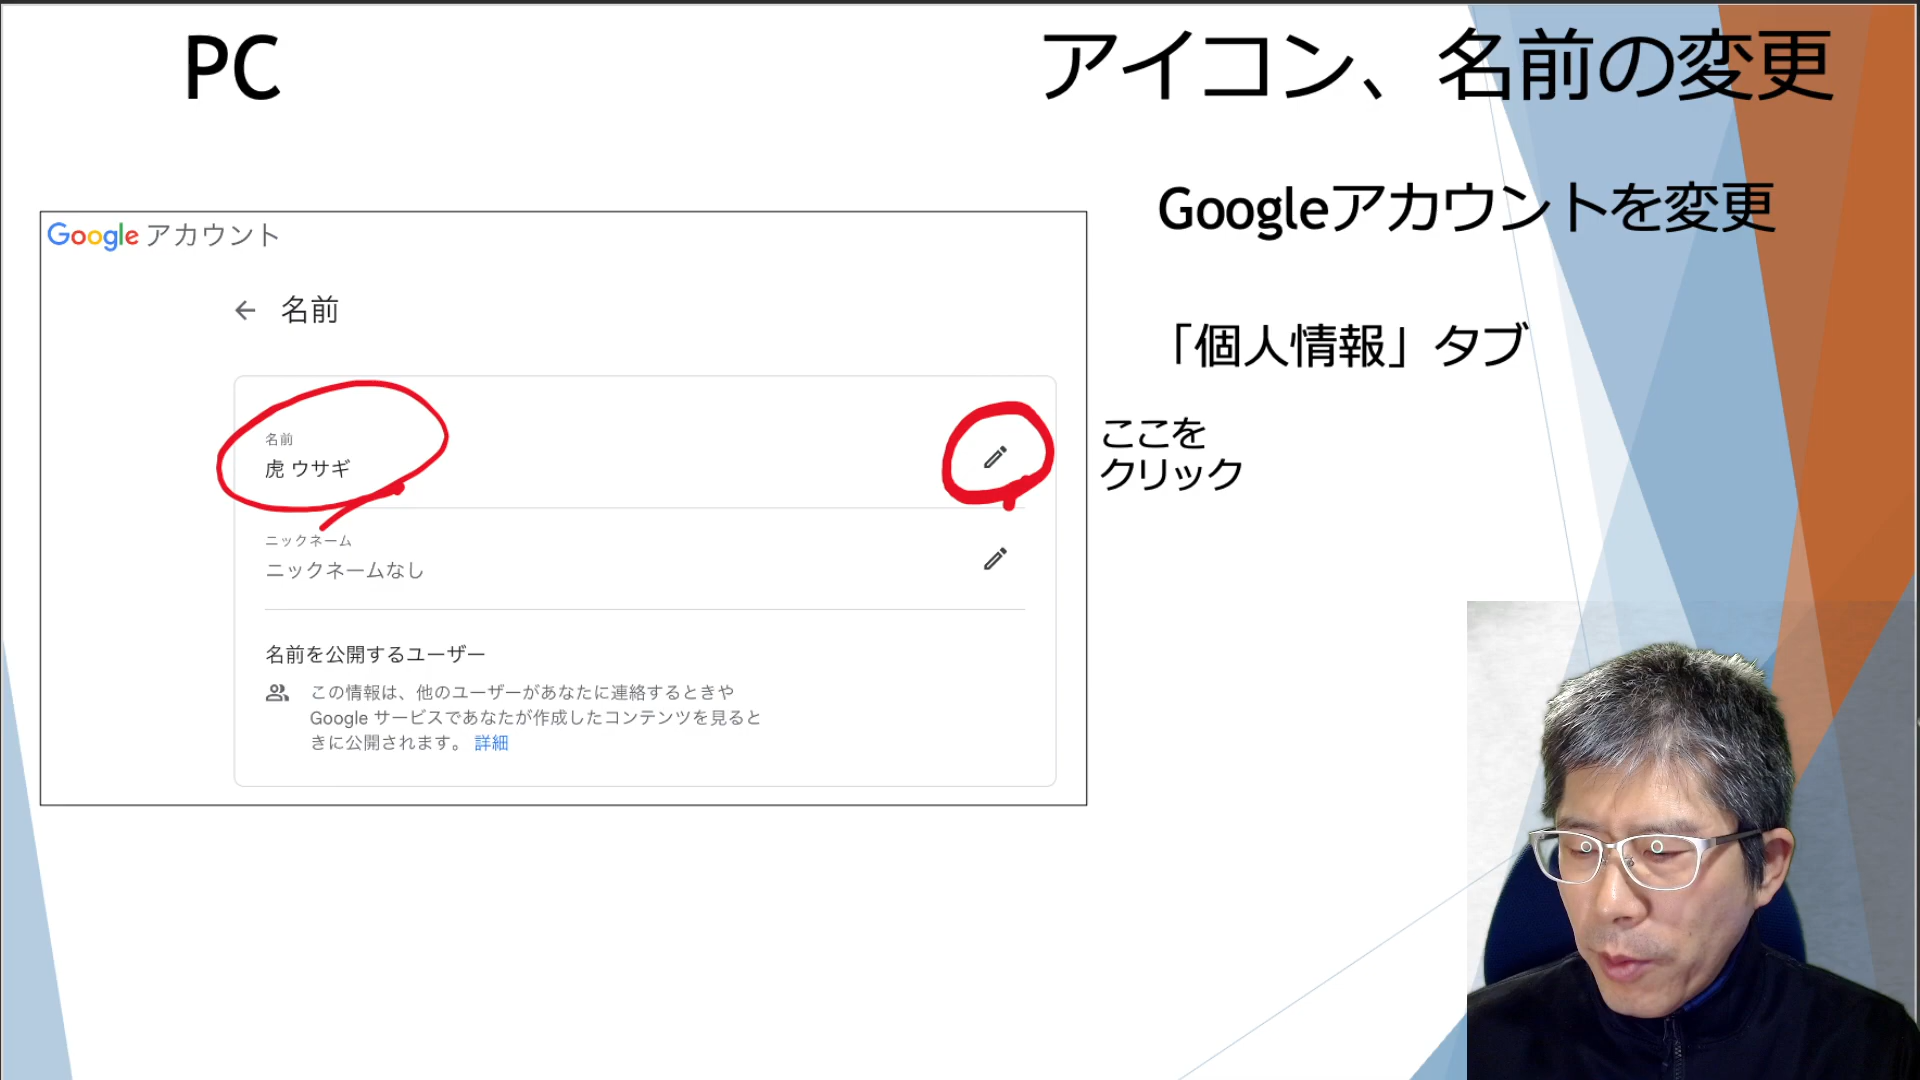 PC
アイコン、名前の変更
Googleアカウントを変更
「個人情報」タブ
ここを
クリック
Google アカウント
← 名前
名前
虎 ウサギ
ニックネーム
ニックネームなし
名前を公開するユーザー
この情報は、他のユーザーがあなたに連絡するときや
Google サービスであなたが作成したコンテンツを見ると
きに公開されます。 詳細